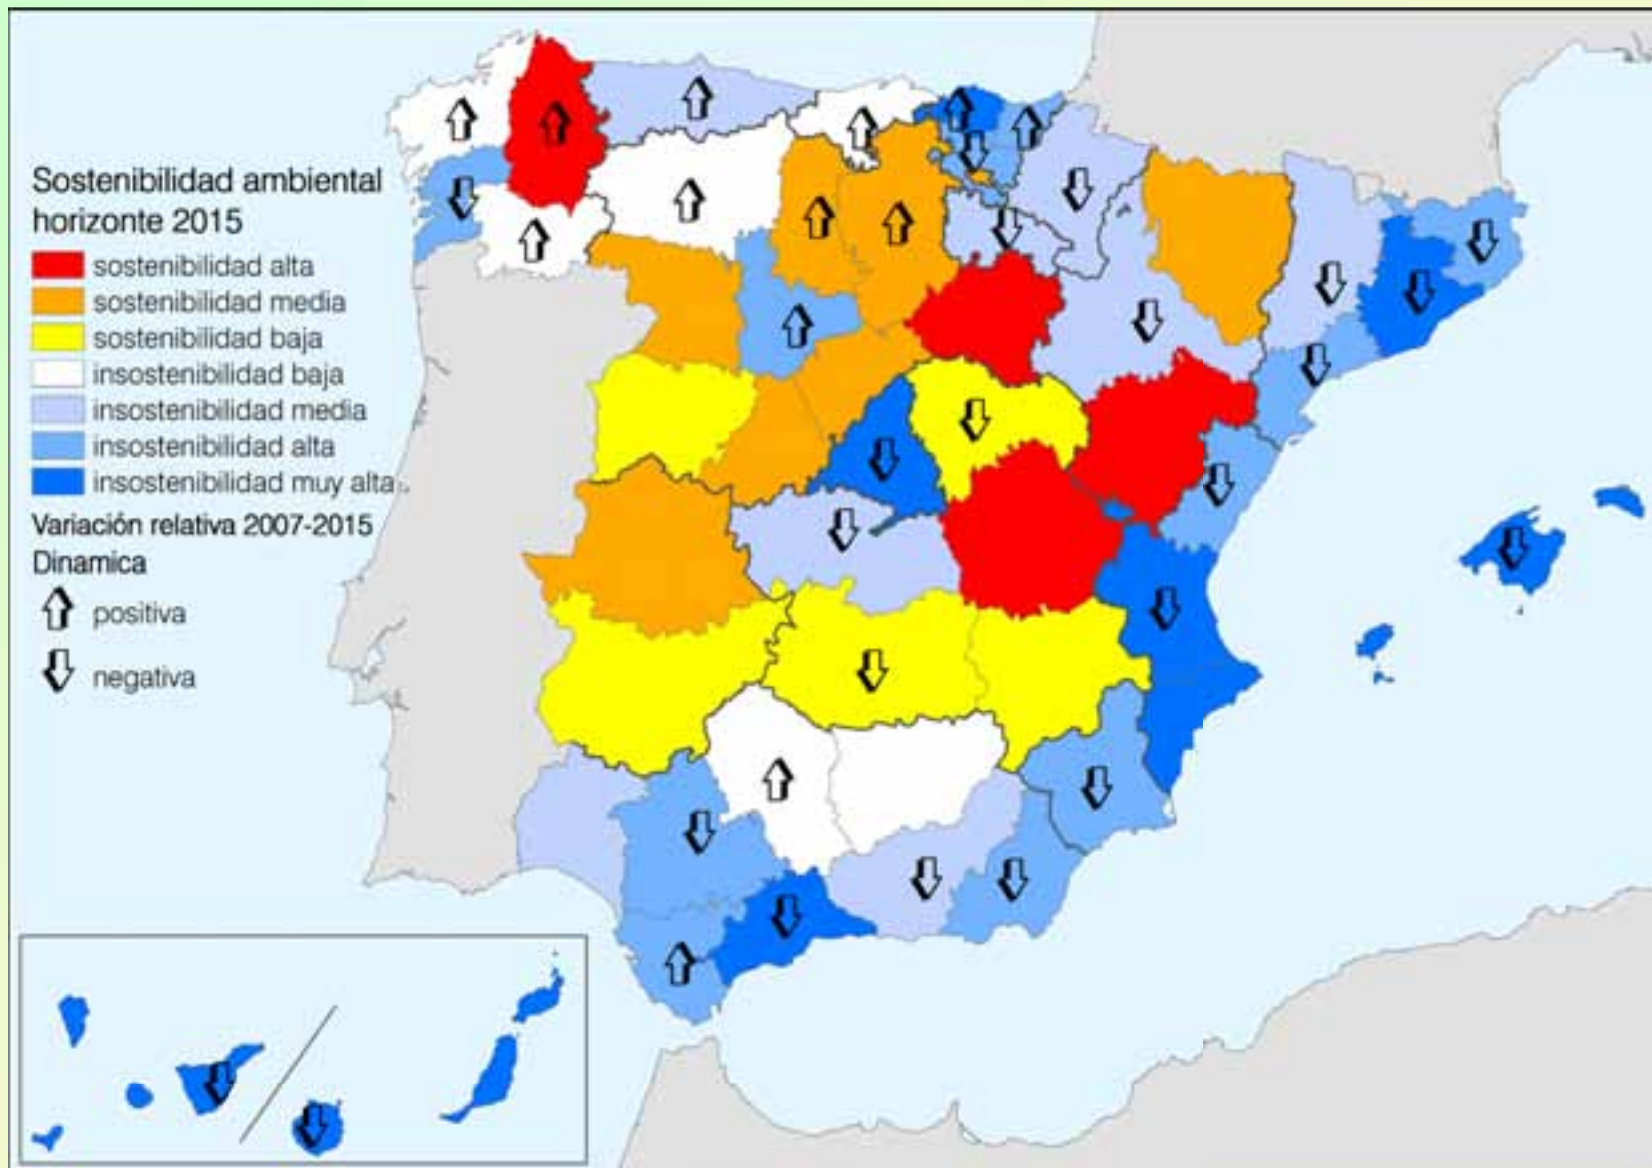 Sostenibilidad ambiental
horizonte 2015
sostenibilidad alta
sostenibilidad media
sostenibilidad baja
insostenibilidad baja
insostenibilidad media
insostenibilidad alta
insostenibilidad muy alta
Variación relativa 2007-2015
Dinamica
positiva
negativa